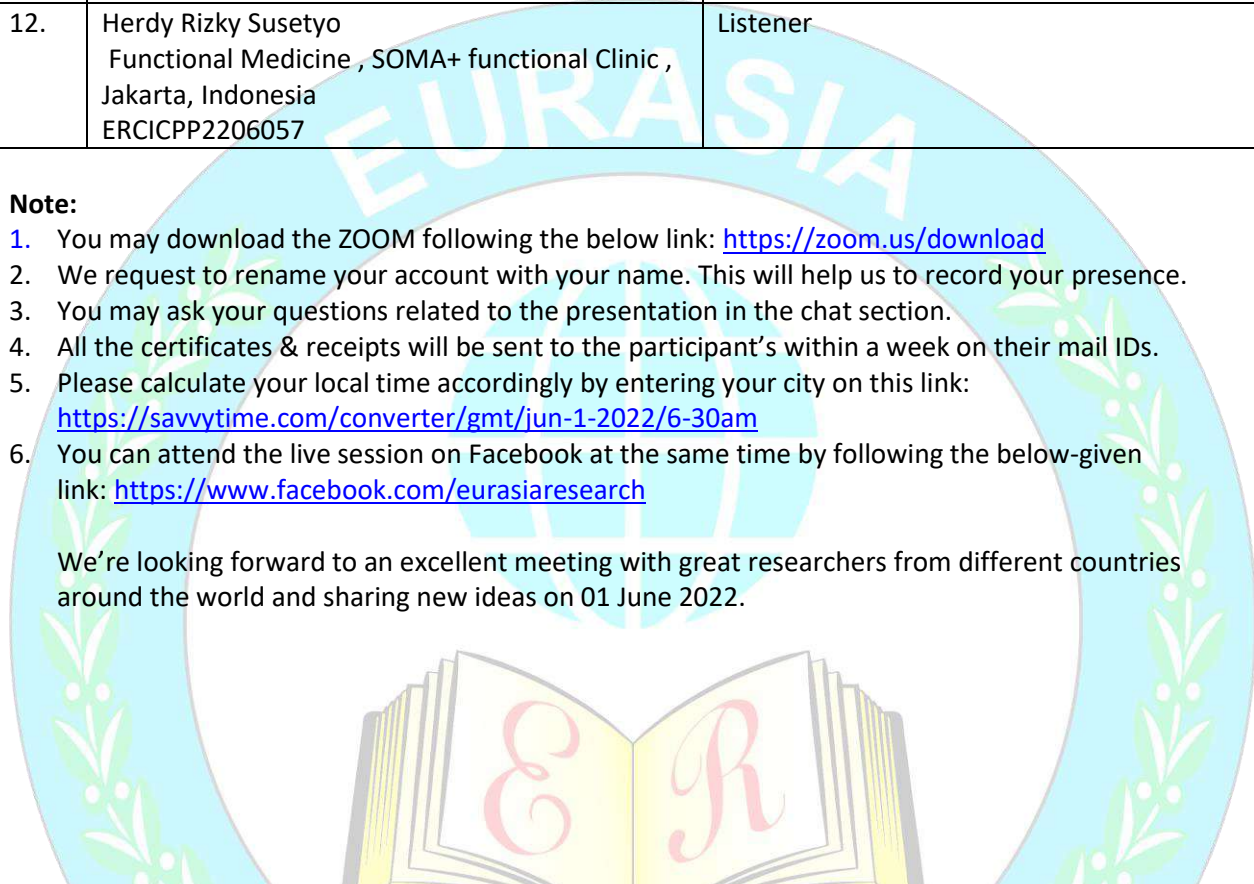 12. Herdy Rizky Susetyo Listener
Functional Medicine , SOMA+ functional Clinic ,
Jakarta, Indonesia
ERCICPP2206057
EURASIA
Note:
1. You may download the ZOOM following the below link: https://zoom.us/download
2. We request to rename your account with your name. This will help us to record your presence.
3. You may ask your questions related to the presentation in the chat section.
4. All the certificates & receipts will be sent to the participant’s within a week on their mail IDs.
5. Please calculate your local time accordingly by entering your city on this link:
https://savvytime.com/converter/gmt/jun-1-2022/6-30am
6. You can attend the live session on Facebook at the same time by following the below-given
link: https://www.facebook.com/eurasiaresearch
We’re looking forward to an excellent meeting with great researchers from different countries
around the world and sharing new ideas on 01 June 2022.
E R